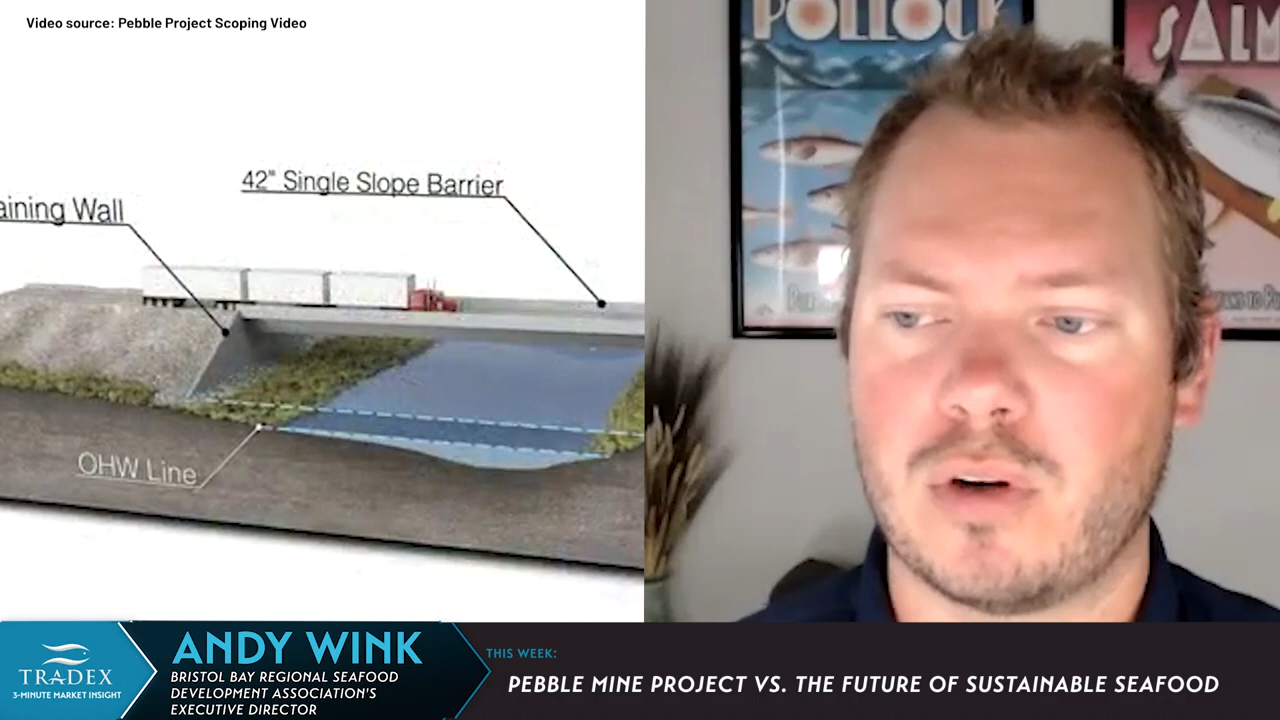 Video source: Pebble Project Scoping Video
POLLOCK
SALM
42" Single Slope Barrier
aining Wall
OHW Line
TRADEX
3-MINUTE MARKET INSIGHT
ANDY WINK
BRISTOL BAY REGIONAL SEAFOOD
DEVELOPMENT ASSOCIATION'S
EXECUTIVE DIRECTOR
THIS WEEK:
PEBBLE MINE PROJECT VS. THE FUTURE OF SUSTAINABLE SEAFOOD